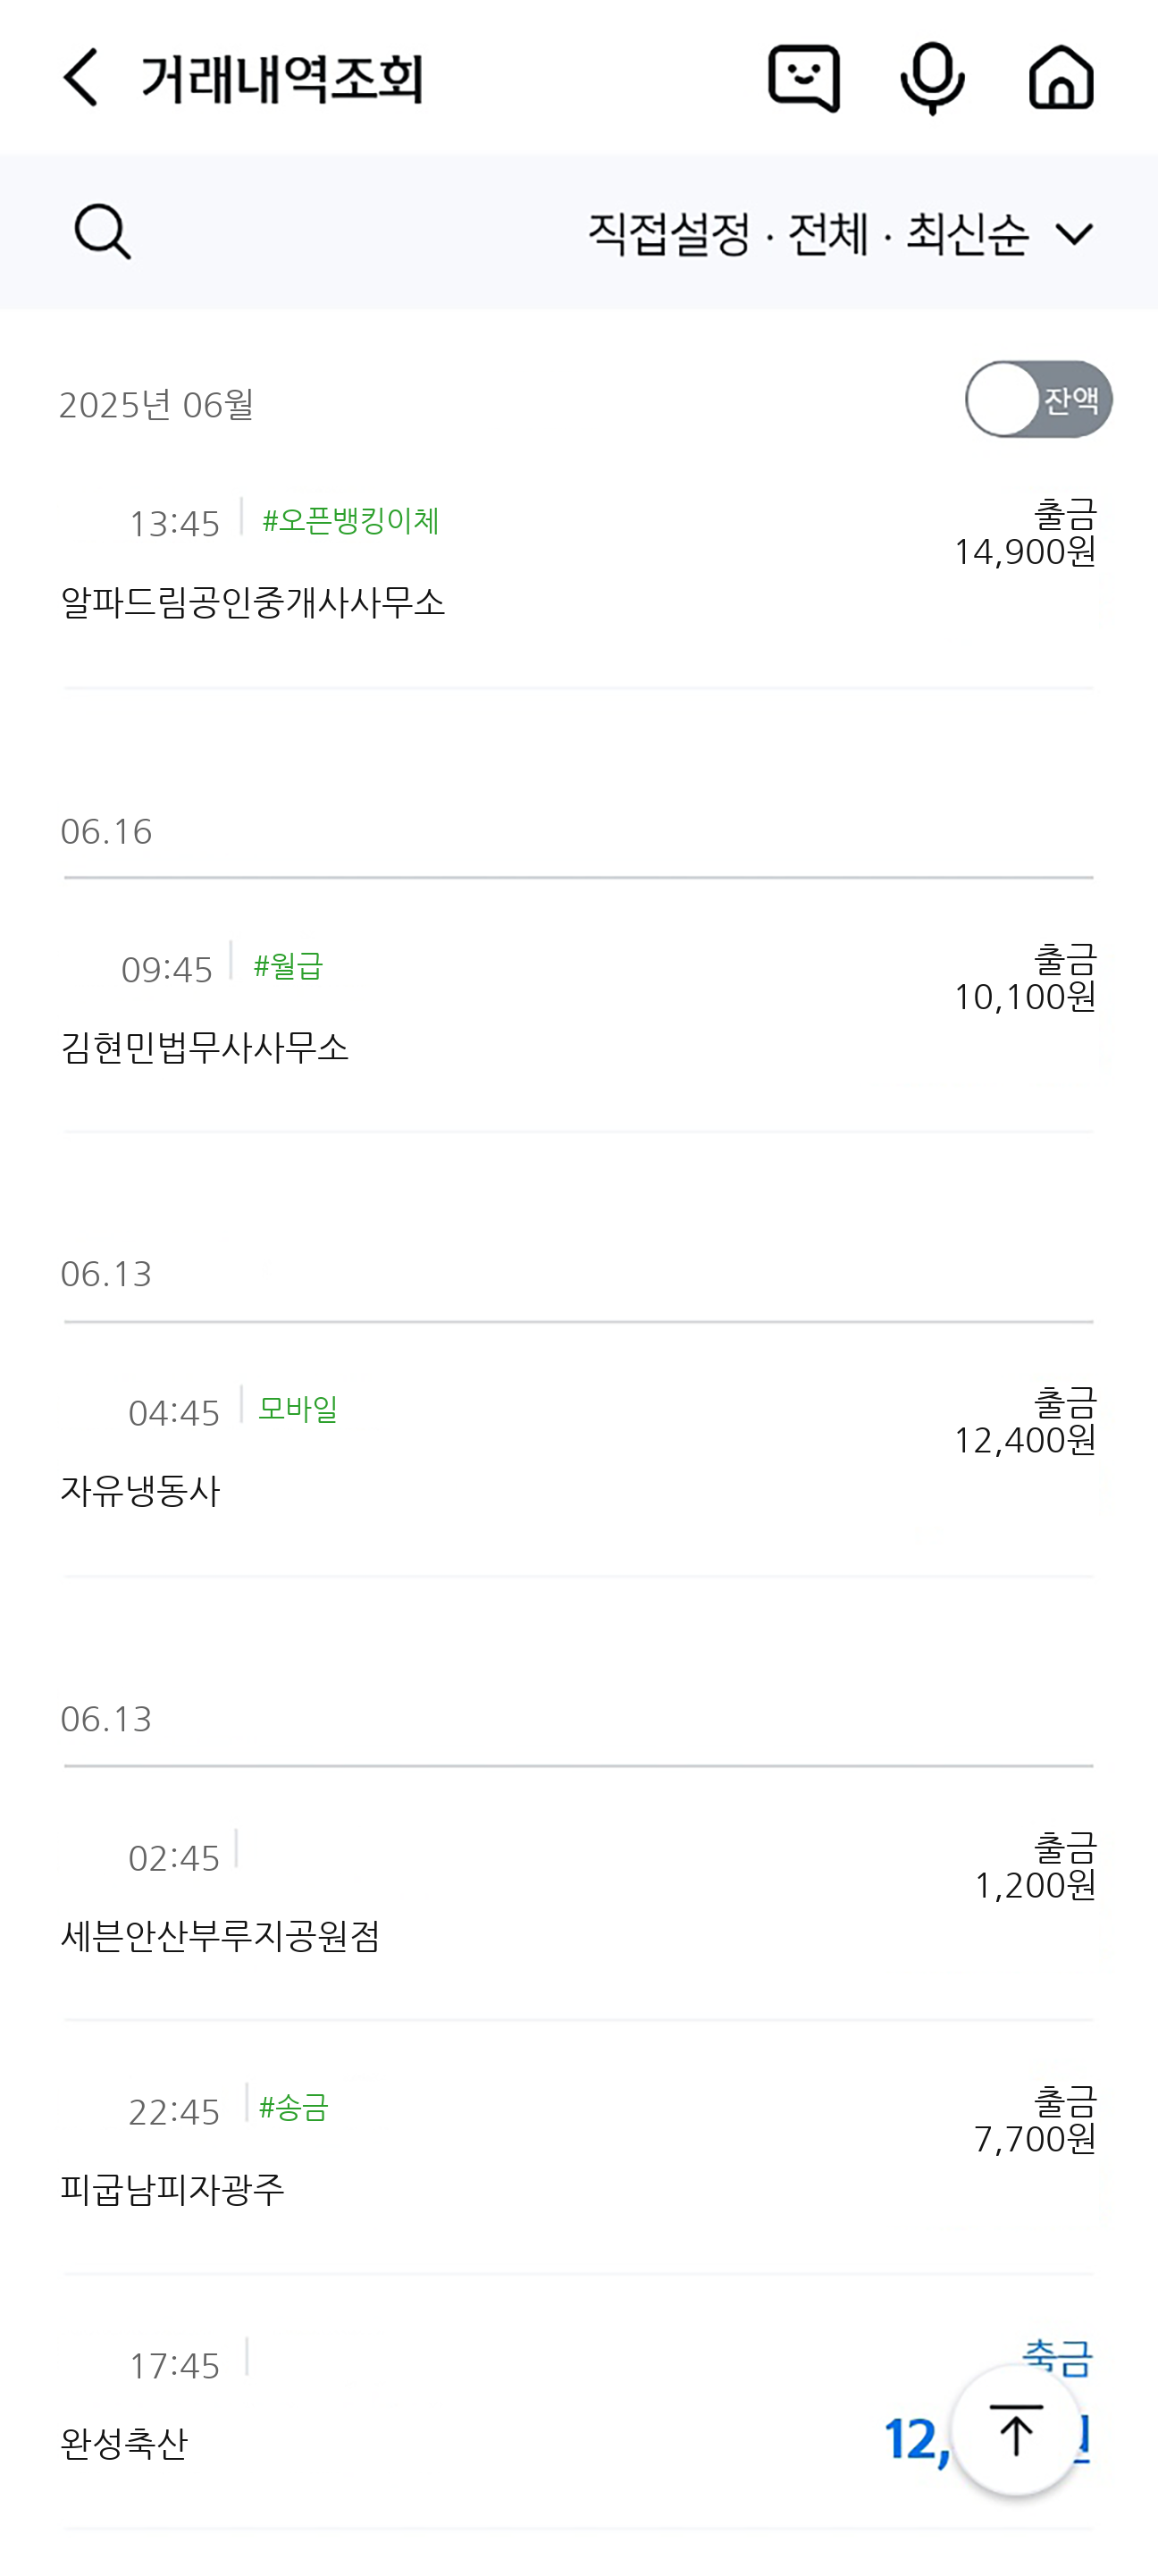 거래내역조회
직접설정 · 전체 · 최신순
2025년 06월
잔액
13:45 #오픈뱅킹이체
출금
14,900원
알파드림공인중개사사무소
06.16
09:45 #월급
출금
10,100원
김현민법무사사무소
06.13
04:45 모바일
출금
12,400원
자유냉동사
06.13
02:45
출금
1,200원
세븐안산부루지공원점
22:45 #송금
출금
7,700원
피굽남피자광주
17:45
완성축산
12,